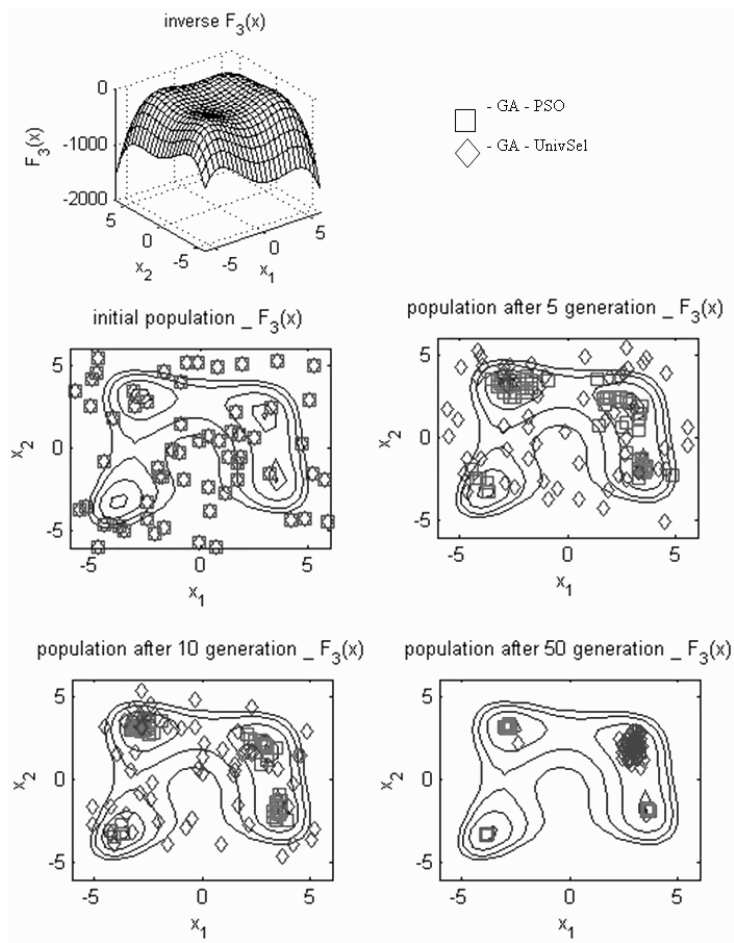 inverse F3(x)
F3(x)
0
-1000
-2000
5
0
-5
x2
-5
0
5
x1
- GA - PSO
- GA - UnivSel
initial population _ F3(x)
5
0
-5
x2
-5
0
5
x1
population after 5 generation _ F3(x)
5
0
-5
x2
-5
0
5
x1
population after 10 generation _ F3(x)
5
0
-5
x2
-5
0
5
x1
population after 50 generation _ F3(x)
5
0
-5
x2
-5
0
5
x1